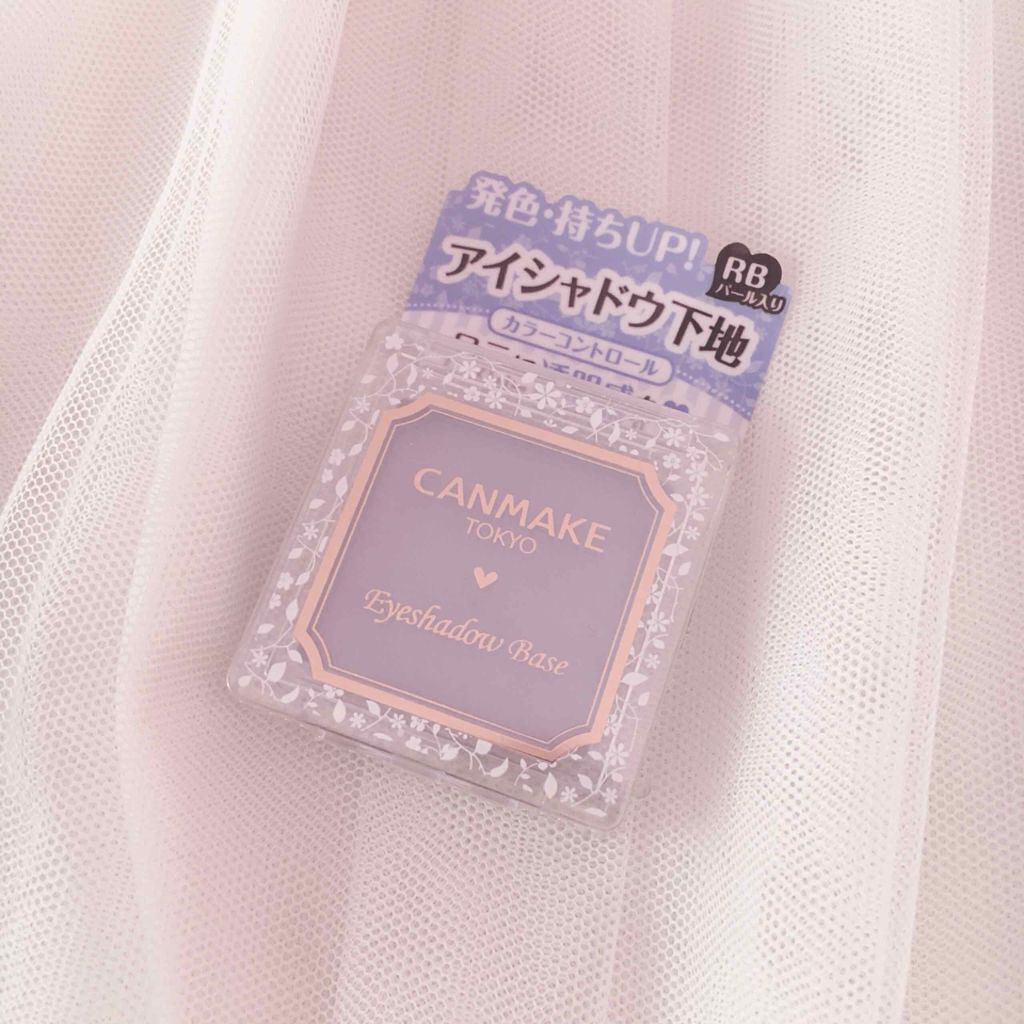 発色・持ちUP!
アイシャドウ下地
RB
パール入り
カラーコントロール
CANMAKE
TOKYO
Eyeshadow Base